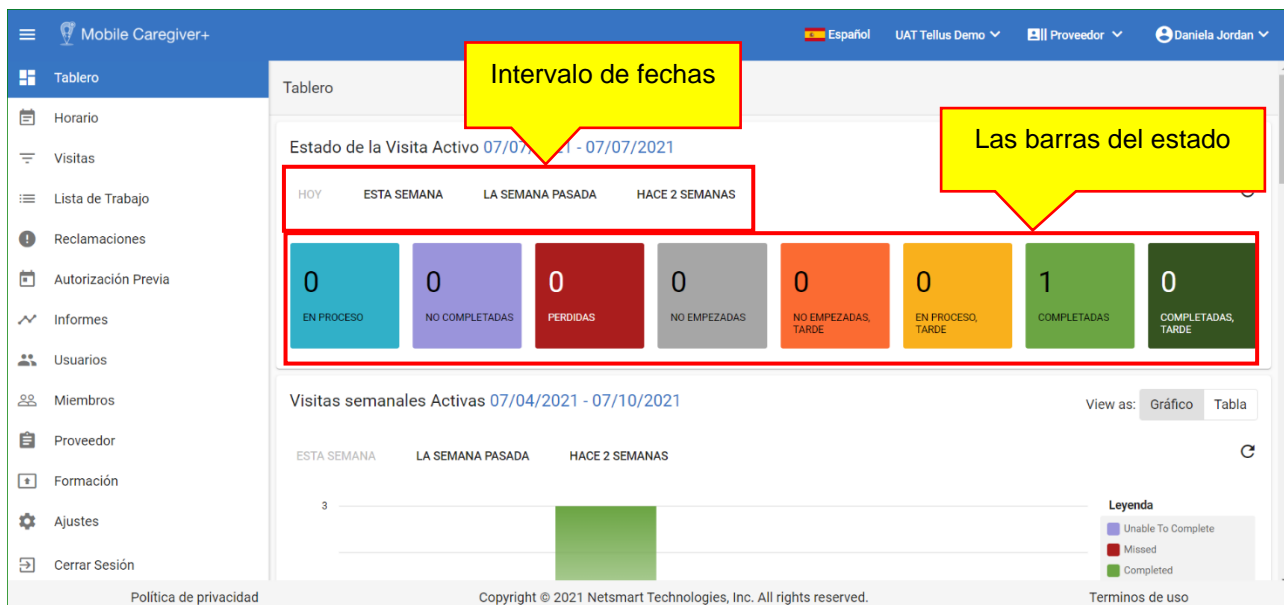 Mobile Caregiver+
Español
UAT Tellus Demo
Proveedor
Daniela Jordan
Tablero
Horario
Visitas
Lista de Trabajo
Reclamaciones
Autorización Previa
Informes
Usuarios
Miembros
Proveedor
Formación
Ajustes
Cerrar Sesión
Tablero
Intervalo de fechas
Las barras del estado
Estado de la Visita Activo 07/07/2021 - 07/07/2021
HOY ESTA SEMANA LA SEMANA PASADA HACE 2 SEMANAS
0
EN PROCESO
0
NO COMPLETADAS
0
PERDIDAS
0
NO EMPEZADAS
0
NO EMPEZADAS,
TARDE
0
EN PROCESO,
TARDE
1
COMPLETADAS
0
COMPLETADAS,
TARDE
Visitas semanales Activas 07/04/2021 - 07/10/2021
View as: Gráfico Tabla
ESTA SEMANA LA SEMANA PASADA HACE 2 SEMANAS
3
Leyenda
Unable To Complete
Missed
Completed
Política de privacidad
Copyright © 2021 Netsmart Technologies, Inc. All rights reserved.
Terminos de uso